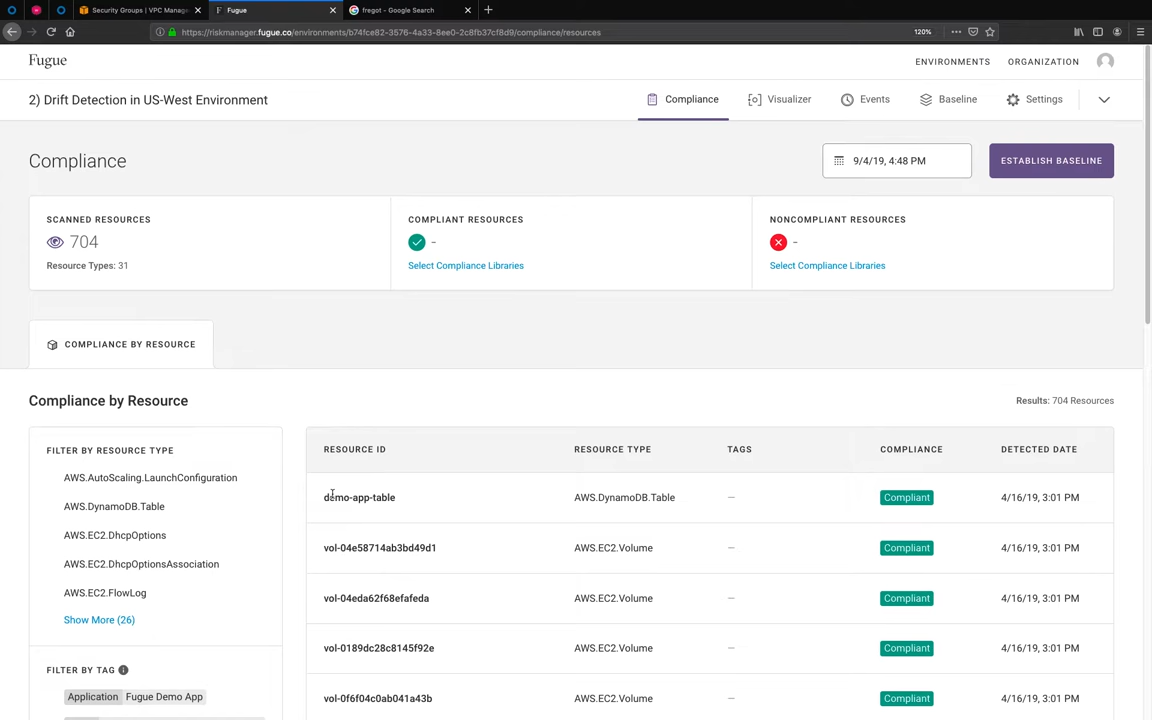 Security Groups | VPC Manage
Fugue
fregot - Google Search
https://riskmanager.fugue.co/environments/b74fce82-3576-4a33-8ee0-2c8fb37cf8d9/compliance/resources
120%
Fugue
ENVIRONMENTS
ORGANIZATION
2) Drift Detection in US-West Environment
Compliance
Visualizer
Events
Baseline
Settings
Compliance
9/4/19, 4:48 PM
ESTABLISH BASELINE
SCANNED RESOURCES
704
Resource Types: 31
COMPLIANT RESOURCES
-
Select Compliance Libraries
NONCOMPLIANT RESOURCES
-
Select Compliance Libraries
COMPLIANCE BY RESOURCE
Compliance by Resource
Results: 704 Resources
FILTER BY RESOURCE TYPE
AWS.AutoScaling.LaunchConfiguration
AWS.DynamoDB.Table
AWS.EC2.DhcpOptions
AWS.EC2.DhcpOptionsAssociation
AWS.EC2.FlowLog
Show More (26)
FILTER BY TAG
Application Fugue Demo App
RESOURCE ID RESOURCE TYPE TAGS COMPLIANCE DETECTED DATE
demo-app-table AWS.DynamoDB.Table — Compliant 4/16/19, 3:01 PM
vol-04e58714ab3bd49d1 AWS.EC2.Volume — Compliant 4/16/19, 3:01 PM
vol-04eda62f68efafeda AWS.EC2.Volume — Compliant 4/16/19, 3:01 PM
vol-0189dc28c8145f92e AWS.EC2.Volume — Compliant 4/16/19, 3:01 PM
vol-0f6f04c0ab041a43b AWS.EC2.Volume — Compliant 4/16/19, 3:01 PM